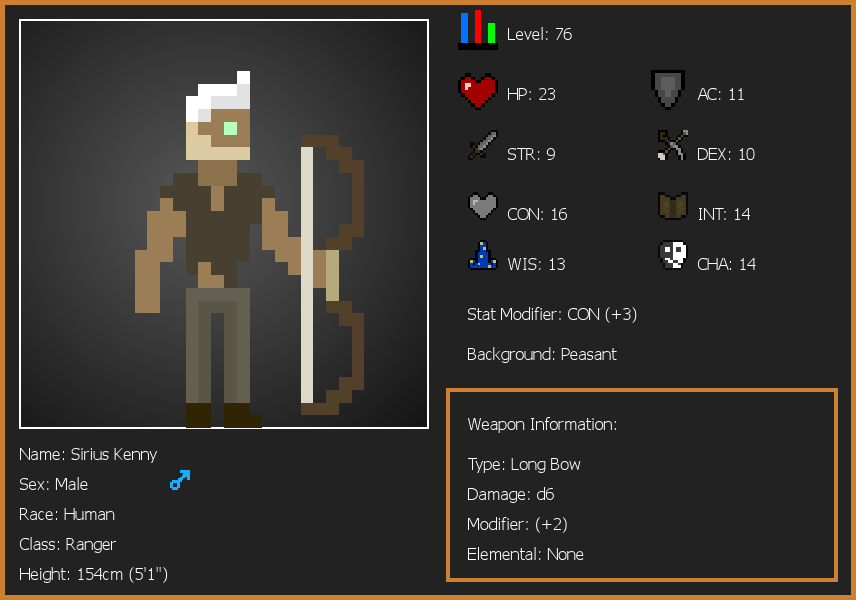 Level: 76
HP: 23
AC: 11
STR: 9
DEX: 10
CON: 16
INT: 14
WIS: 13
CHA: 14
Stat Modifier: CON (+3)
Background: Peasant
Weapon Information:
Type: Long Bow
Damage: d6
Modifier: (+2)
Elemental: None
Name: Sirius Kenny
Sex: Male
Race: Human
Class: Ranger
Height: 154cm (5'1")